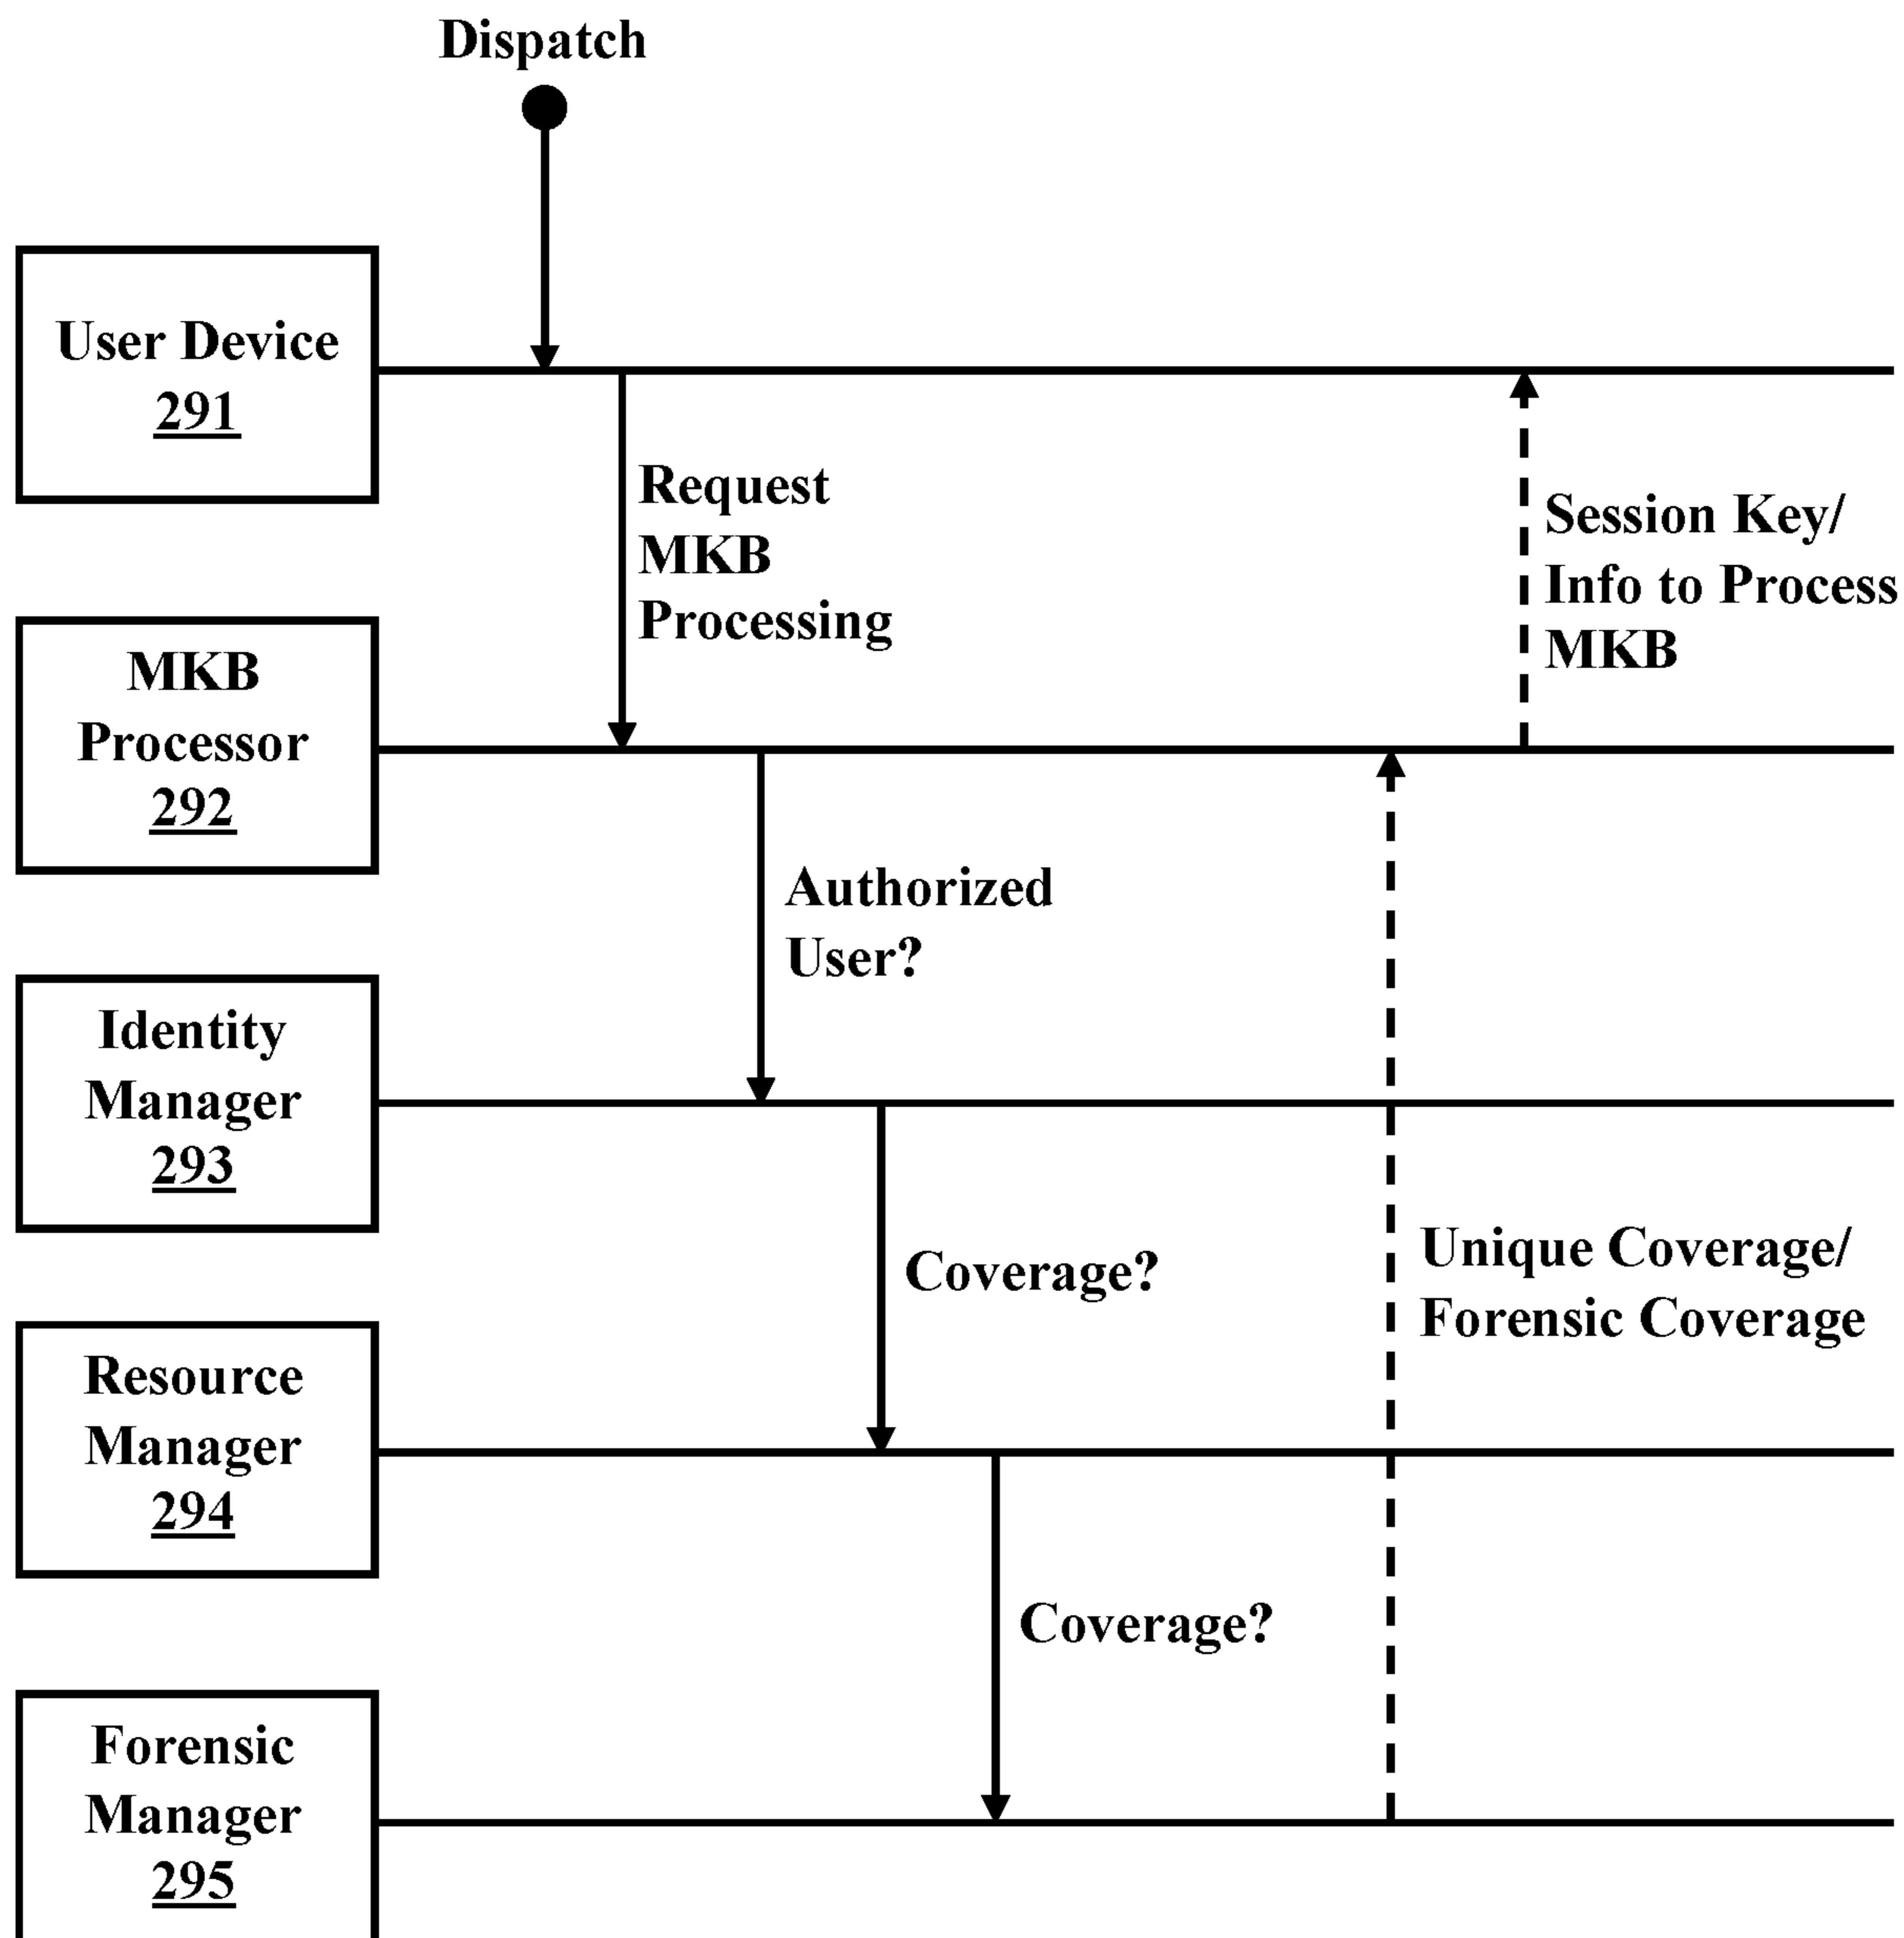 Dispatch
User Device
291
Request
MKB
Processing
Session Key/
Info to Process
MKB
MKB
Processor
292
Authorized
User?
Identity
Manager
293
Coverage?
Unique Coverage/
Forensic Coverage
Resource
Manager
294
Coverage?
Forensic
Manager
295